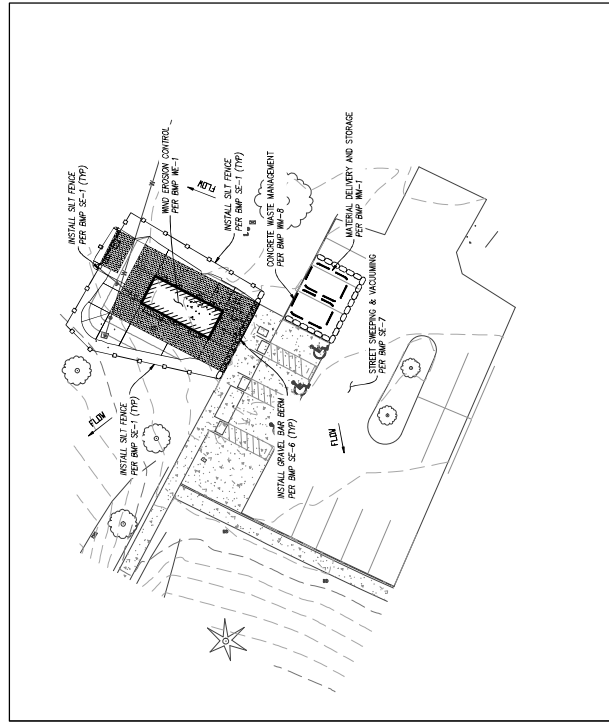 INSTALL SILT FENCE
PER BMP SE-1 (TYP)
WIND EROSION CONTROL
PER BMP WE-1
FLOW
INSTALL SILT FENCE
PER BMP SE-1 (TYP)
CONCRETE WASTE MANAGEMENT
PER BMP WM-8
MATERIAL DELIVERY AND STORAGE
PER BMP WM-1
STREET SWEEPING & VACUUMING
PER BMP SE-7
FLOW
INSTALL SILT FENCE
PER BMP SE-1 (TYP)
INSTALL GRAVEL BAR BERM
PER BMP SE-6 (TYP)
FLOW